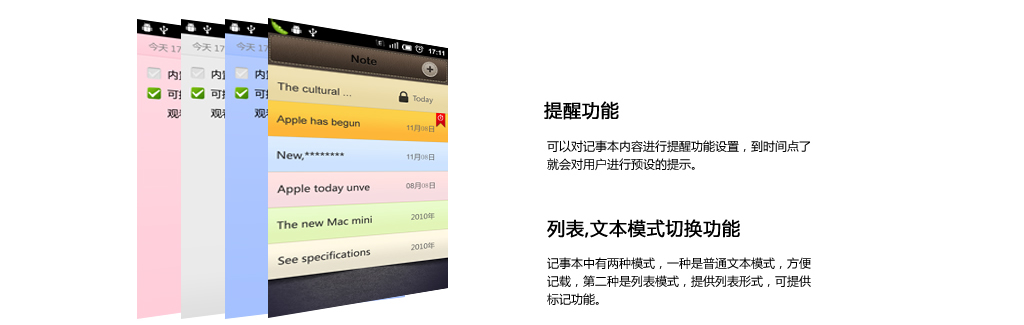 今天 17
内
可
观
今天 17
内
可
观
今天 17
内
可
观
17:11
Note
The cultural ...
Today
Apple has begun
11月08日
New,********
11月08日
Apple today unve
08月08日
The new Mac mini
2010年
See specifications
2010年
提醒功能
可以对记事本内容进行提醒功能设置，到时间点了
就会对用户进行预设的提示。
列表,文本模式切换功能
记事本中有两种模式，一种是普通文本模式，方便
记载，第二种是列表模式，提供列表形式，可提供
标记功能。